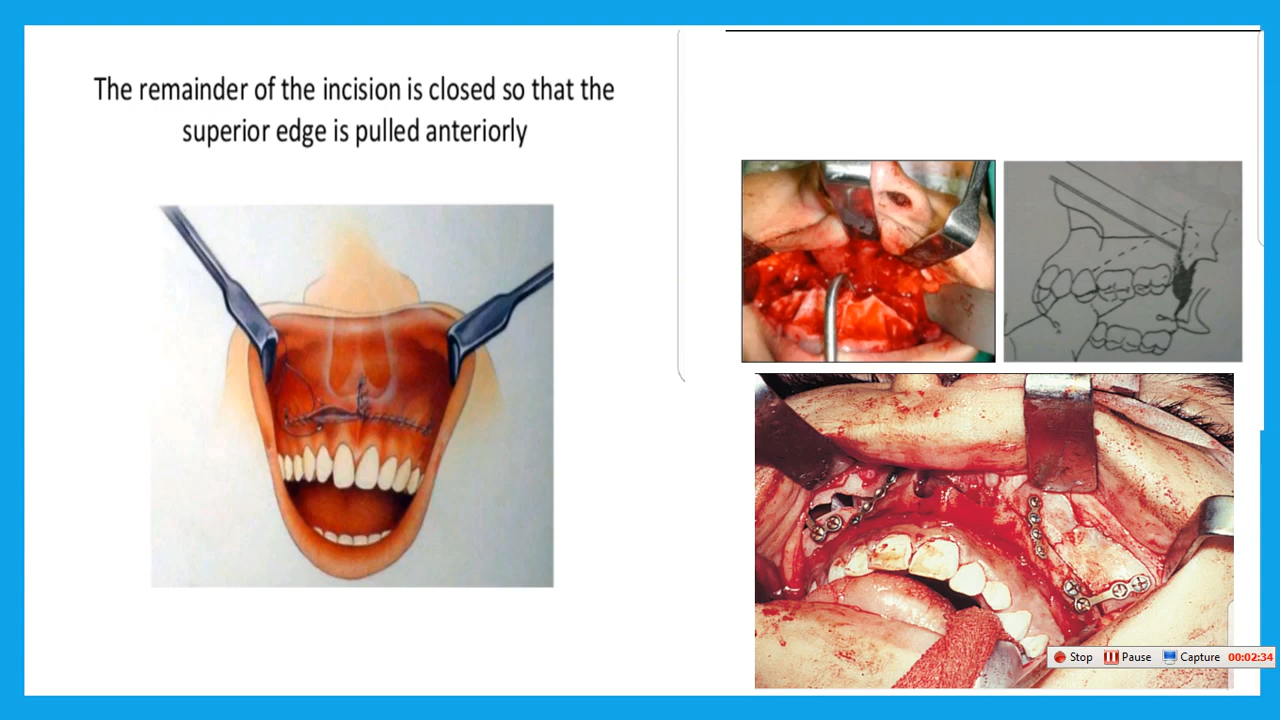 The remainder of the incision is closed so that the
superior edge is pulled anteriorly
Stop Pause Capture 00:02:34